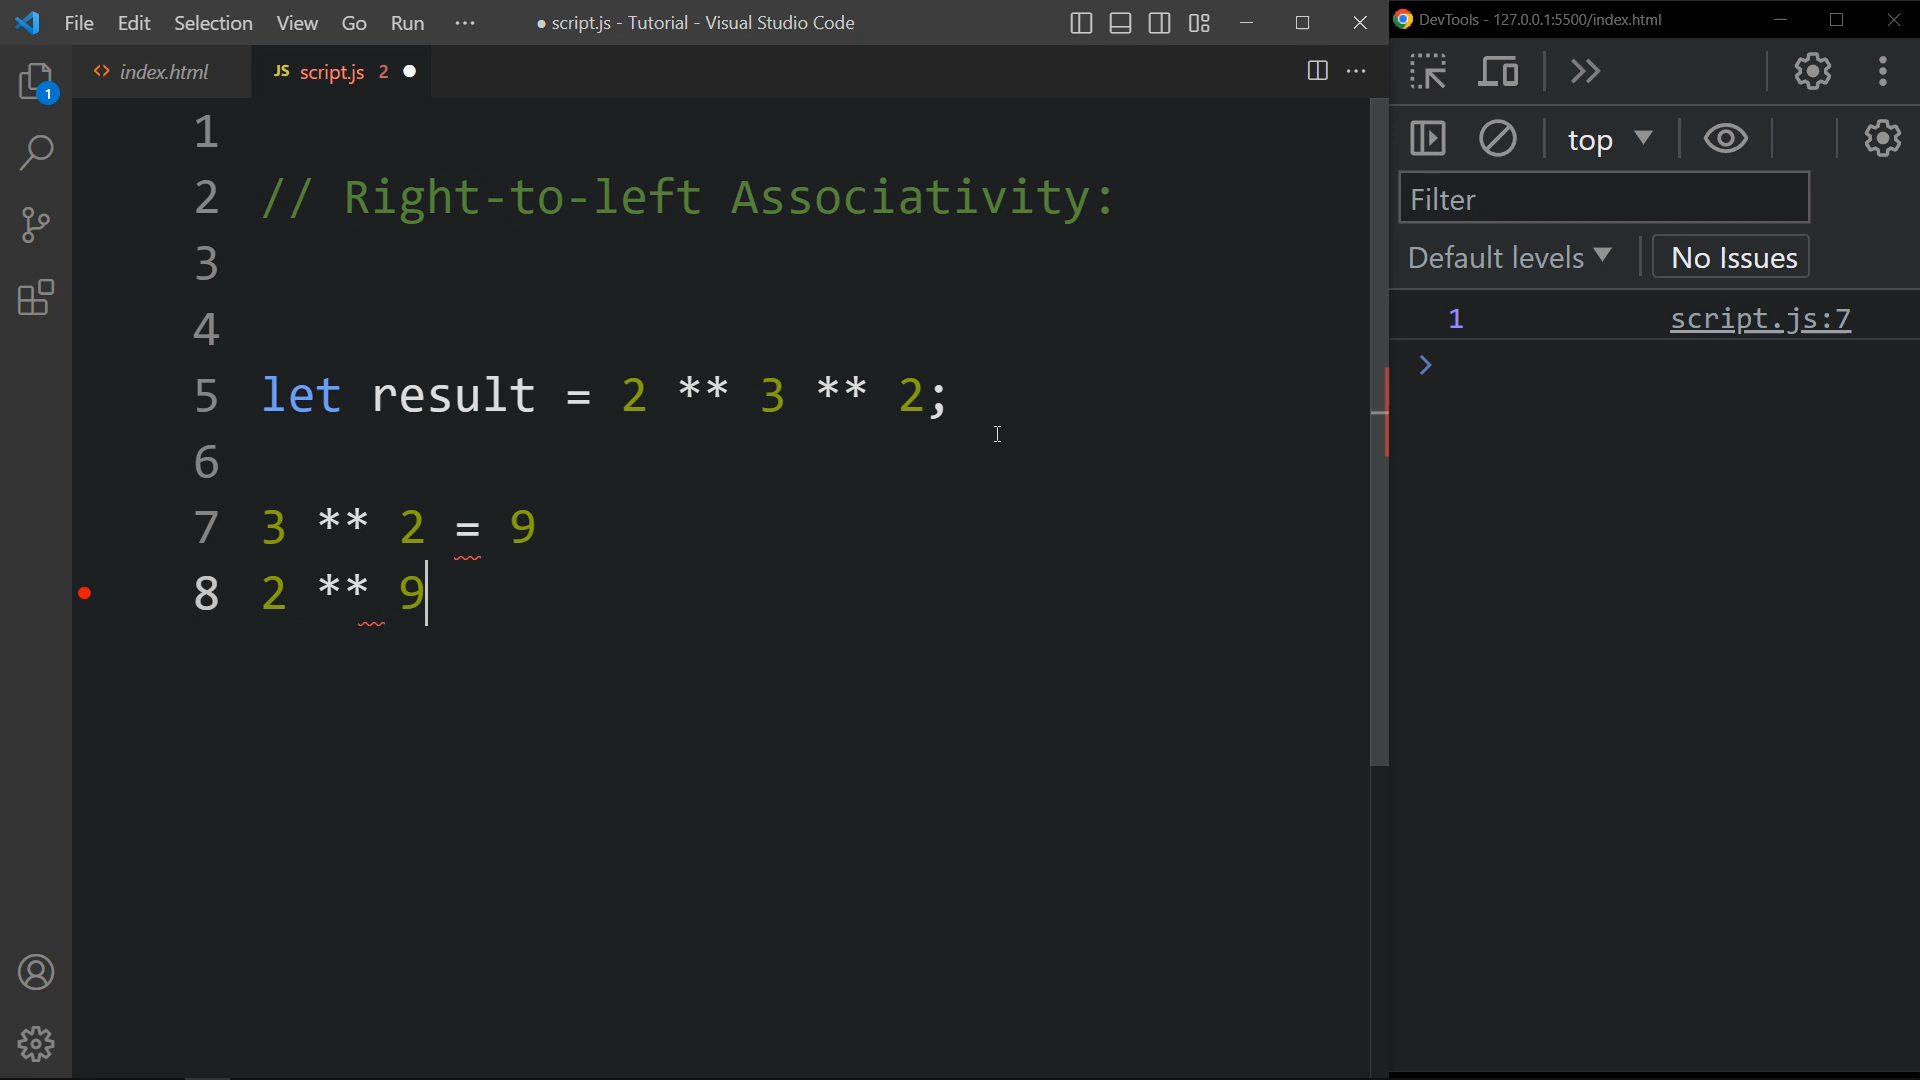 File Edit Selection View Go Run ··· ● script.js - Tutorial - Visual Studio Code
<> index.html JS script.js 2 ●
1
1
2 // Right-to-left Associativity:
3
4
5 let result = 2 ** 3 ** 2;
6
7 3 ** 2 = 9
8 2 ** 9
DevTools - 127.0.0.1:5500/index.html
top
Filter
Default levels No Issues
1 script.js:7